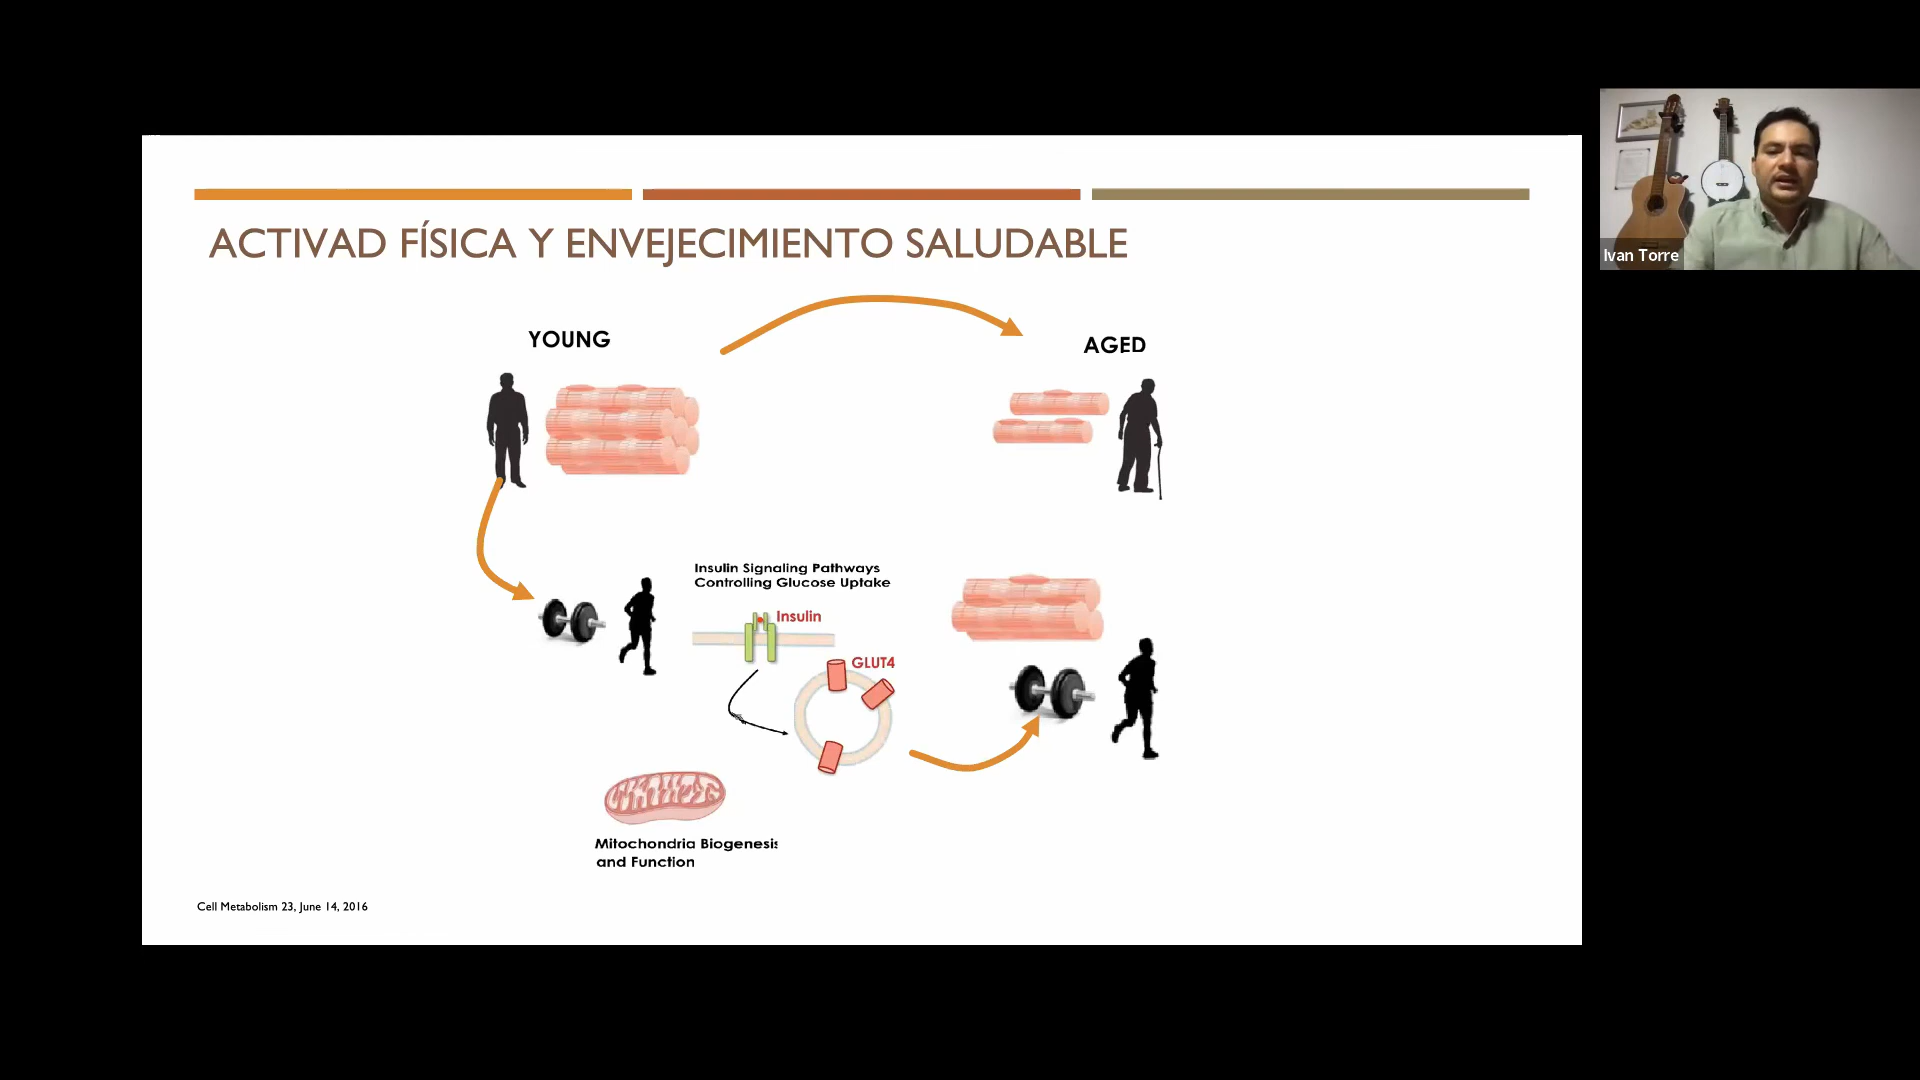 ACTIVAD FÍSICA Y ENVEJECIMIENTO SALUDABLE
YOUNG
AGED
Insulin Signaling Pathways
Controlling Glucose Uptake
Insulin
GLUT4
Mitochondria Biogenesis
and Function
Cell Metabolism 23, June 14, 2016
Ivan Torre